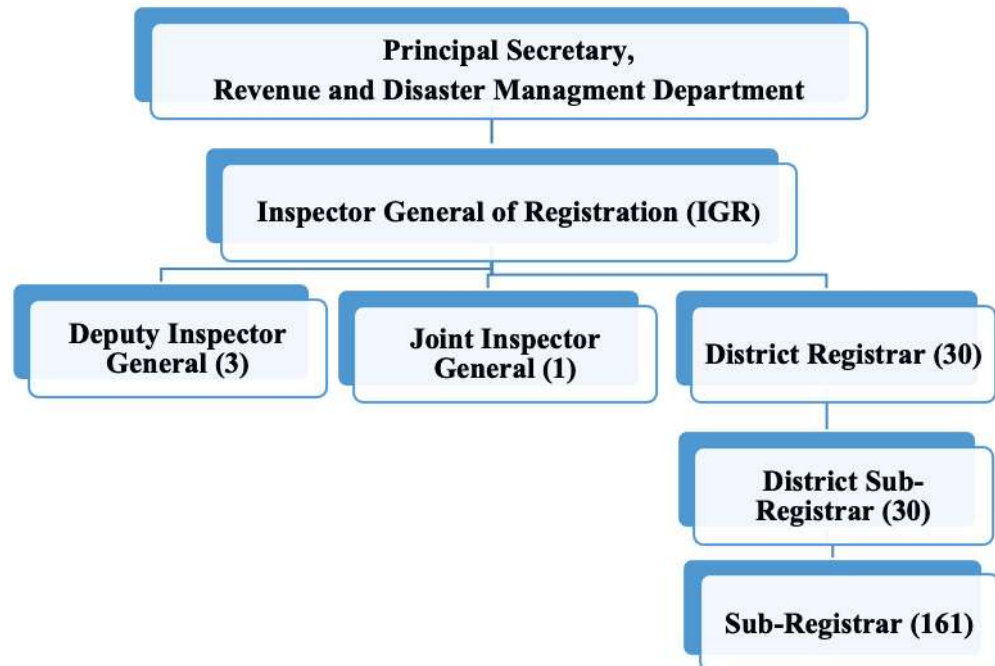 Principal Secretary,
Revenue and Disaster Managment Department
Inspector General of Registration (IGR)
Deputy Inspector
General (3)
Joint Inspector
General (1)
District Registrar (30)
District Sub-
Registrar (30)
Sub-Registrar (161)